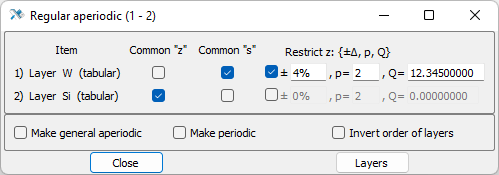 Regular aperiodic (1 - 2)
Item Common "z" Common "s" Restrict z: {±Δ, p, Q}
1) Layer W (tabular) ± 4% , p= 2 , Q= 12.34500000
2) Layer Si (tabular) ± 0% , p= 2 , Q= 0.00000000
Make general aperiodic Make periodic Invert order of layers
Close Layers